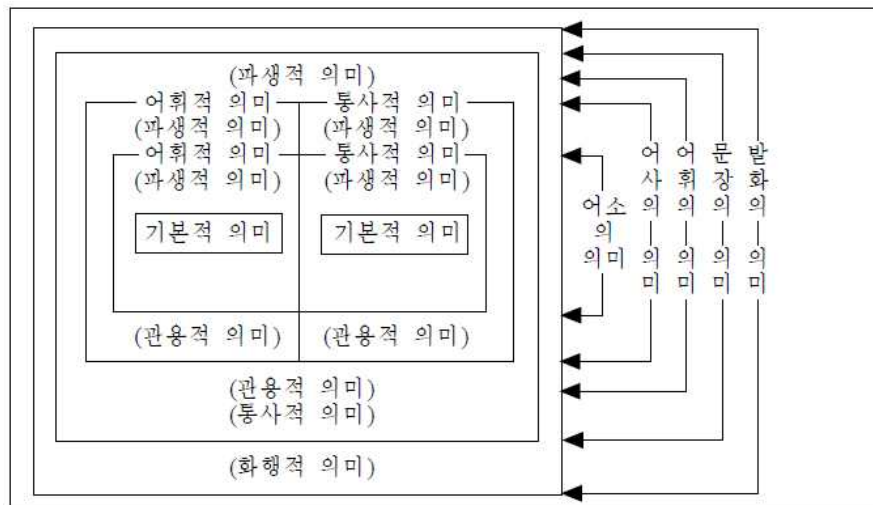 (파생적 의미)
어휘적 의미 통사적 의미
(파생적 의미) (파생적 의미)
어휘적 의미 통사적 의미
(파생적 의미) (파생적 의미)
기본적 의미 기본적 의미
(관용적 의미) (관용적 의미)
(관용적 의미)
(통사적 의미)
(화행적 의미)
어소의 의미
어사의 의미
어휘의 의미
문장의 의미
발화의 의미